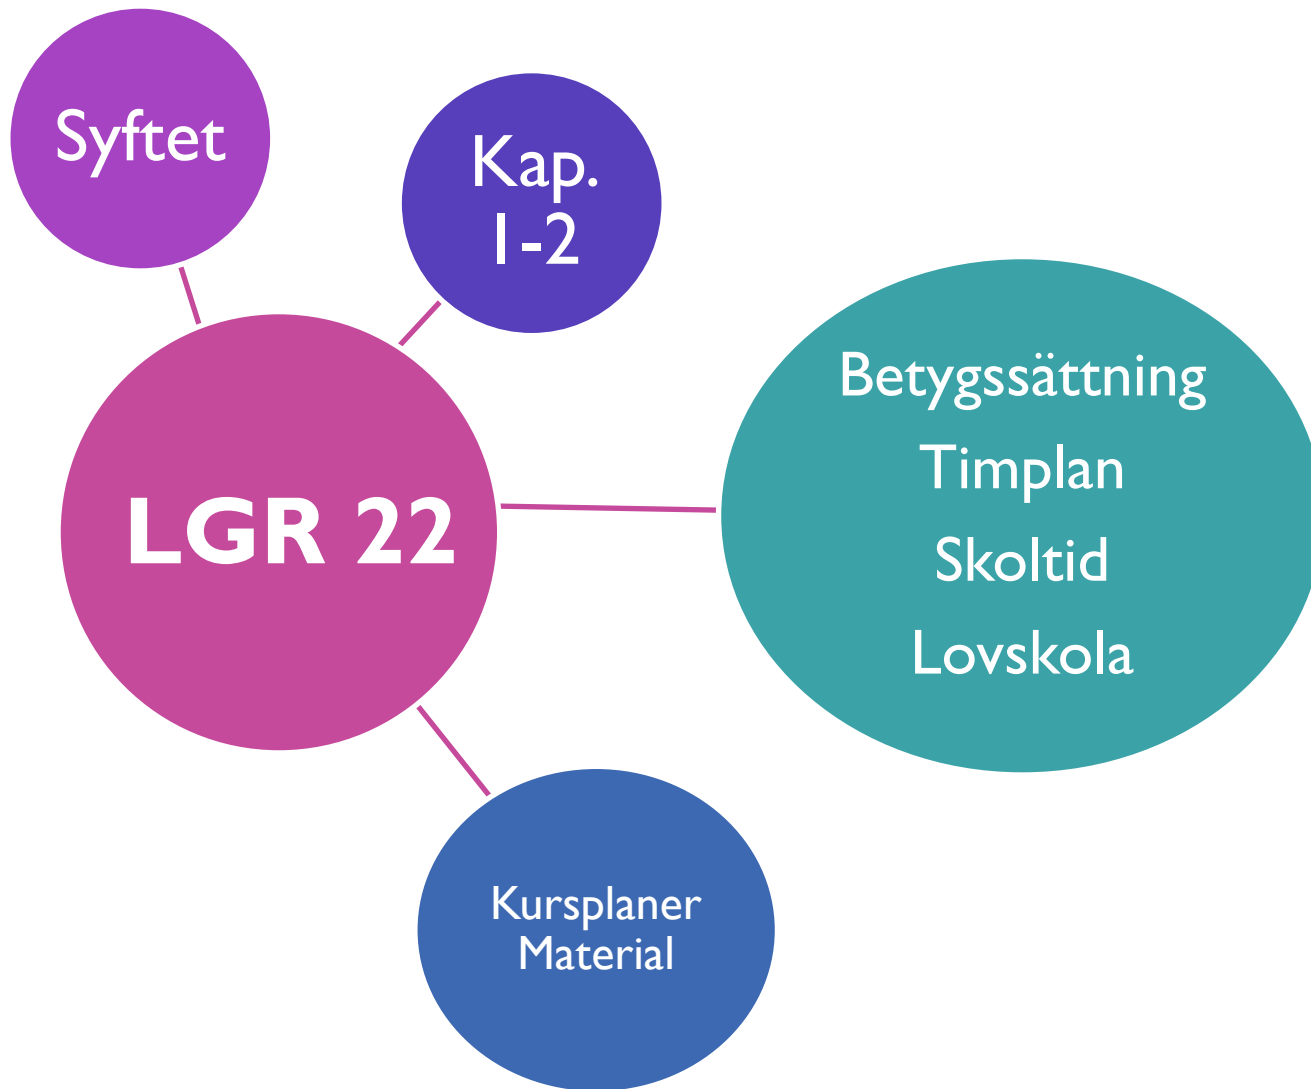 Syftet
Kap.
1-2
LGR 22
Betygssättning
Timplan
Skoltid
Lovskola
Kursplaner
Material